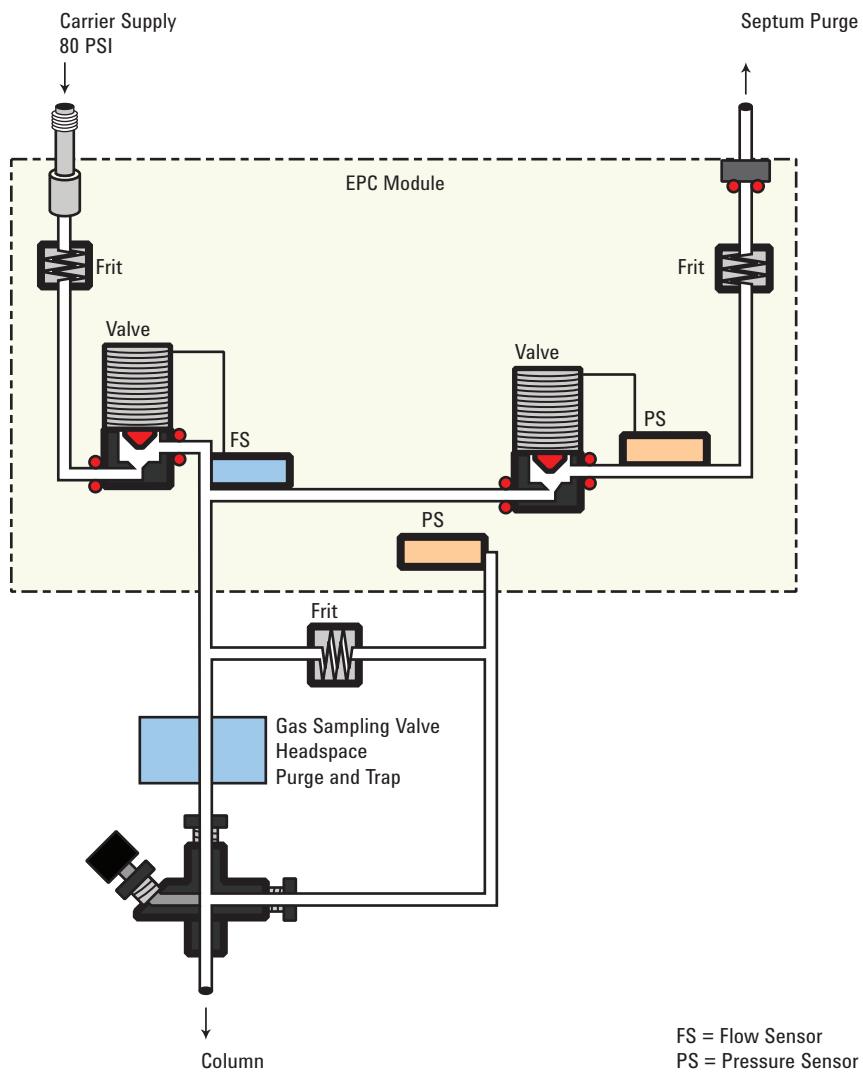 Carrier Supply
80 PSI
Septum Purge
EPC Module
Frit
Frit
Valve
Valve
FS
PS
PS
Frit
Gas Sampling Valve
Headspace
Purge and Trap
Column
FS = Flow Sensor
PS = Pressure Sensor